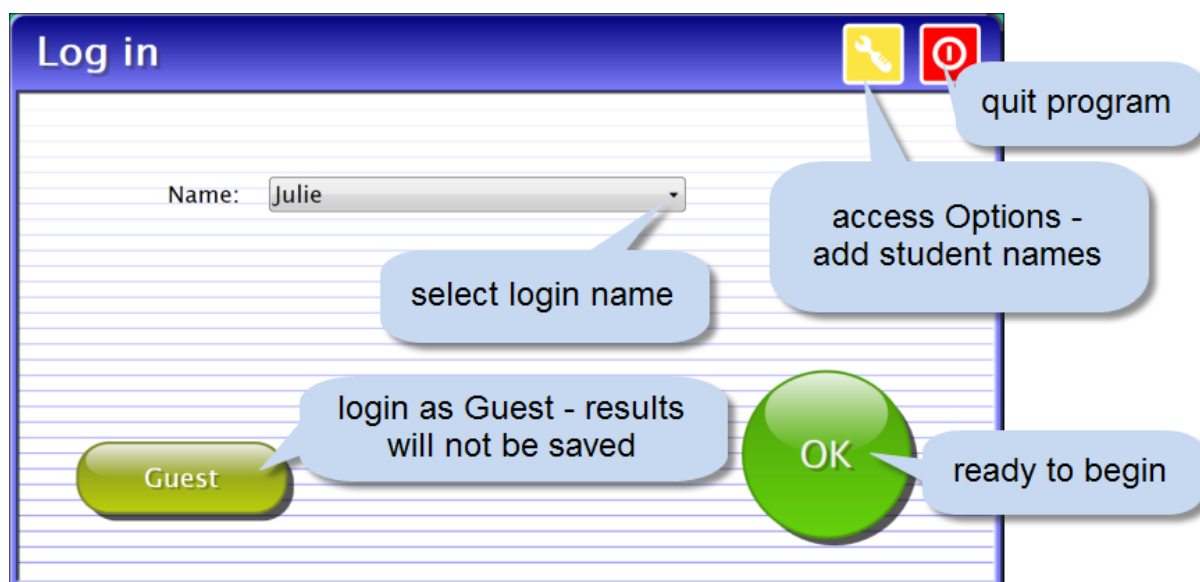 Log in
quit program
Name: Julie
access Options -
add student names
select login name
login as Guest - results
will not be saved
Guest
OK
ready to begin